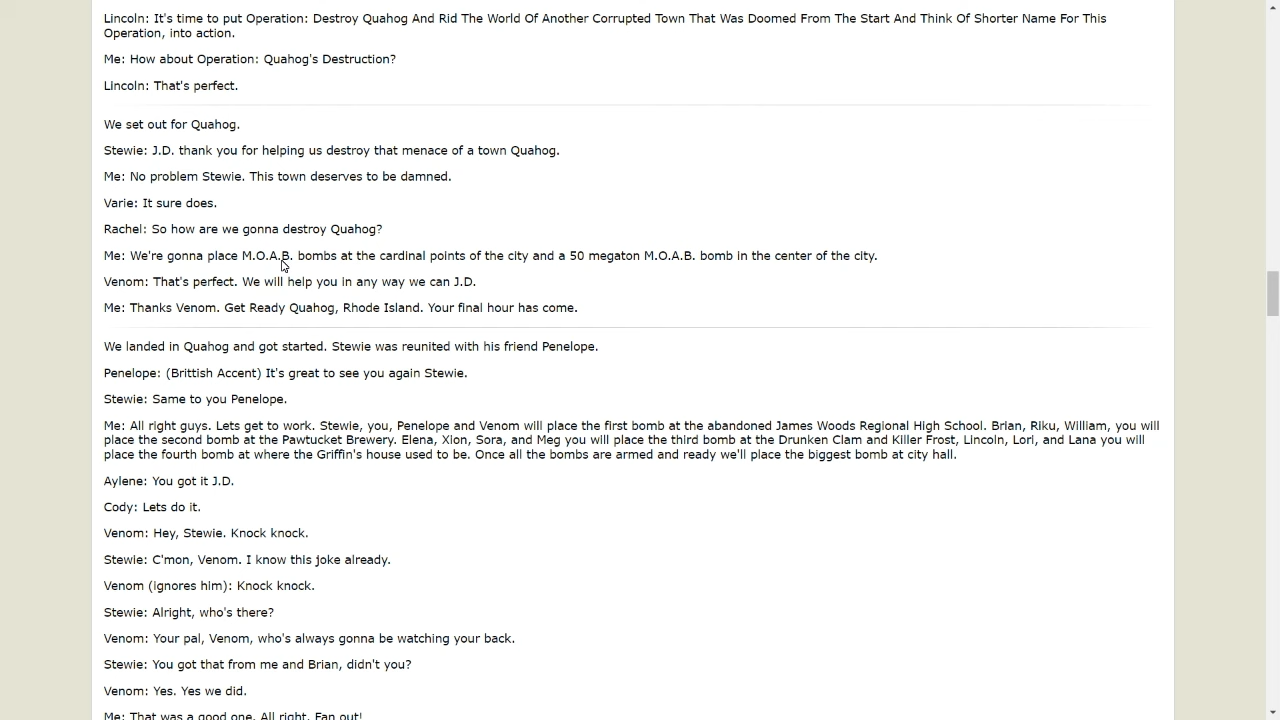 Lincoln: It's time to put Operation: Destroy Quahog And Rid The World Of Another Corrupted Town That Was Doomed From The Start And Think Of Shorter Name For This
Operation, into action.
Me: How about Operation: Quahog's Destruction?
Lincoln: That's perfect.
We set out for Quahog.
Stewie: J.D. thank you for helping us destroy that menace of a town Quahog.
Me: No problem Stewie. This town deserves to be damned.
Varie: It sure does.
Rachel: So how are we gonna destroy Quahog?
Me: We're gonna place M.O.A.B. bombs at the cardinal points of the city and a 50 megaton M.O.A.B. bomb in the center of the city.
Venom: That's perfect. We will help you in any way we can J.D.
Me: Thanks Venom. Get Ready Quahog, Rhode Island. Your final hour has come.
We landed in Quahog and got started. Stewie was reunited with his friend Penelope.
Penelope: (Brittish Accent) It's great to see you again Stewie.
Stewie: Same to you Penelope.
Me: All right guys. Lets get to work. Stewie, you, Penelope and Venom will place the first bomb at the abandoned James Woods Regional High School. Brian, Riku, William, you will
place the second bomb at the Pawtucket Brewery. Elena, Xion, Sora, and Meg you will place the third bomb at the Drunken Clam and Killer Frost, Lincoln, Lori, and Lana you will
place the fourth bomb at where the Griffin's house used to be. Once all the bombs are armed and ready we'll place the biggest bomb at city hall.
Aylene: You got it J.D.
Cody: Lets do it.
Venom: Hey, Stewie. Knock knock.
Stewie: C'mon, Venom. I know this joke already.
Venom (ignores him): Knock knock.
Stewie: Alright, who's there?
Venom: Your pal, Venom, who's always gonna be watching your back.
Stewie: You got that from me and Brian, didn't you?
Venom: Yes. Yes we did.
Me: That was a good one. All right. Fan out!